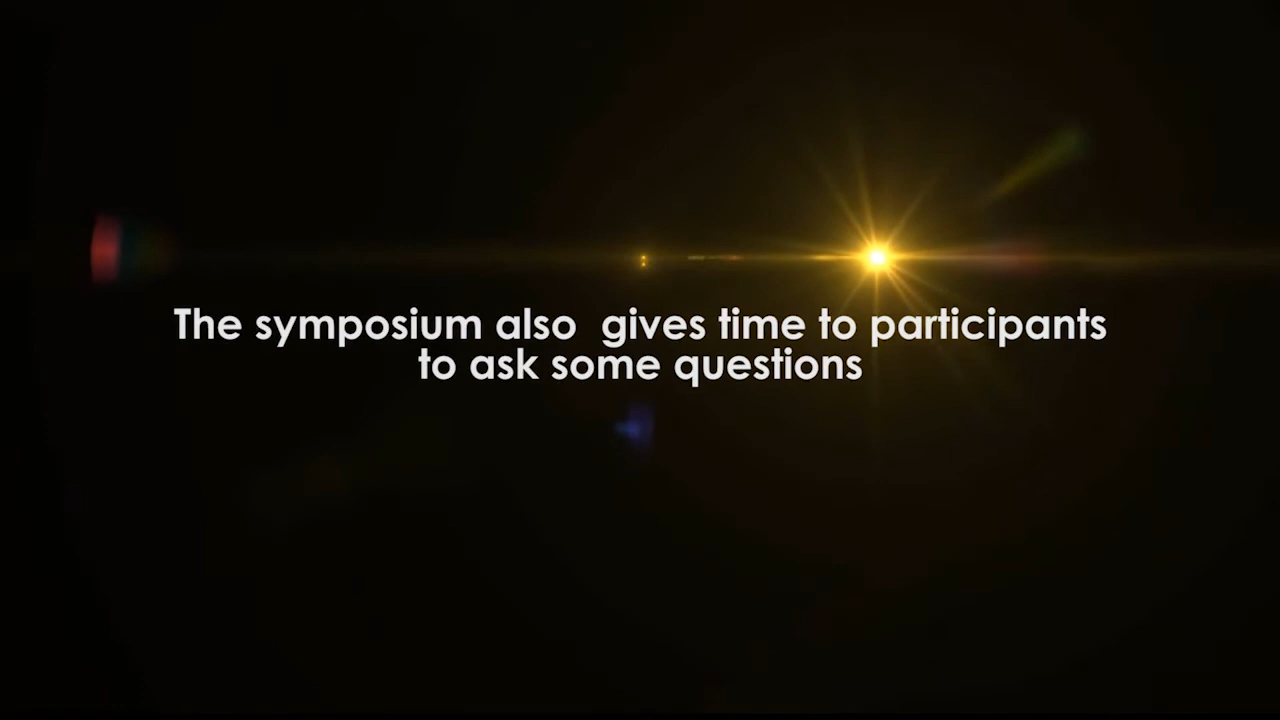 The symposium also  gives time to participants
to ask some questions